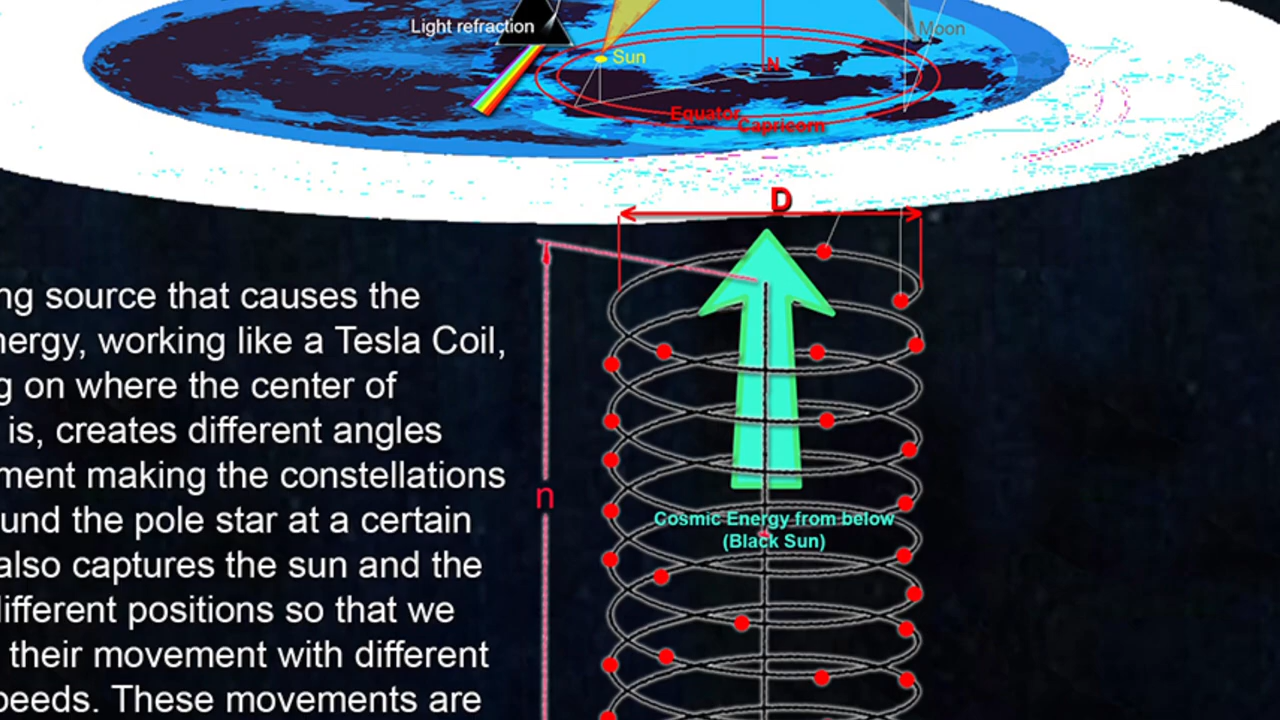 Light refraction
Moon
Sun
N
Equator
Capricorn
D
ng source that causes the
nergy, working like a Tesla Coil,
g on where the center of
is, creates different angles
ment making the constellations
und the pole star at a certain
also captures the sun and the
different positions so that we
their movement with different
peeds. These movements are
n
Cosmic Energy from below
(Black Sun)